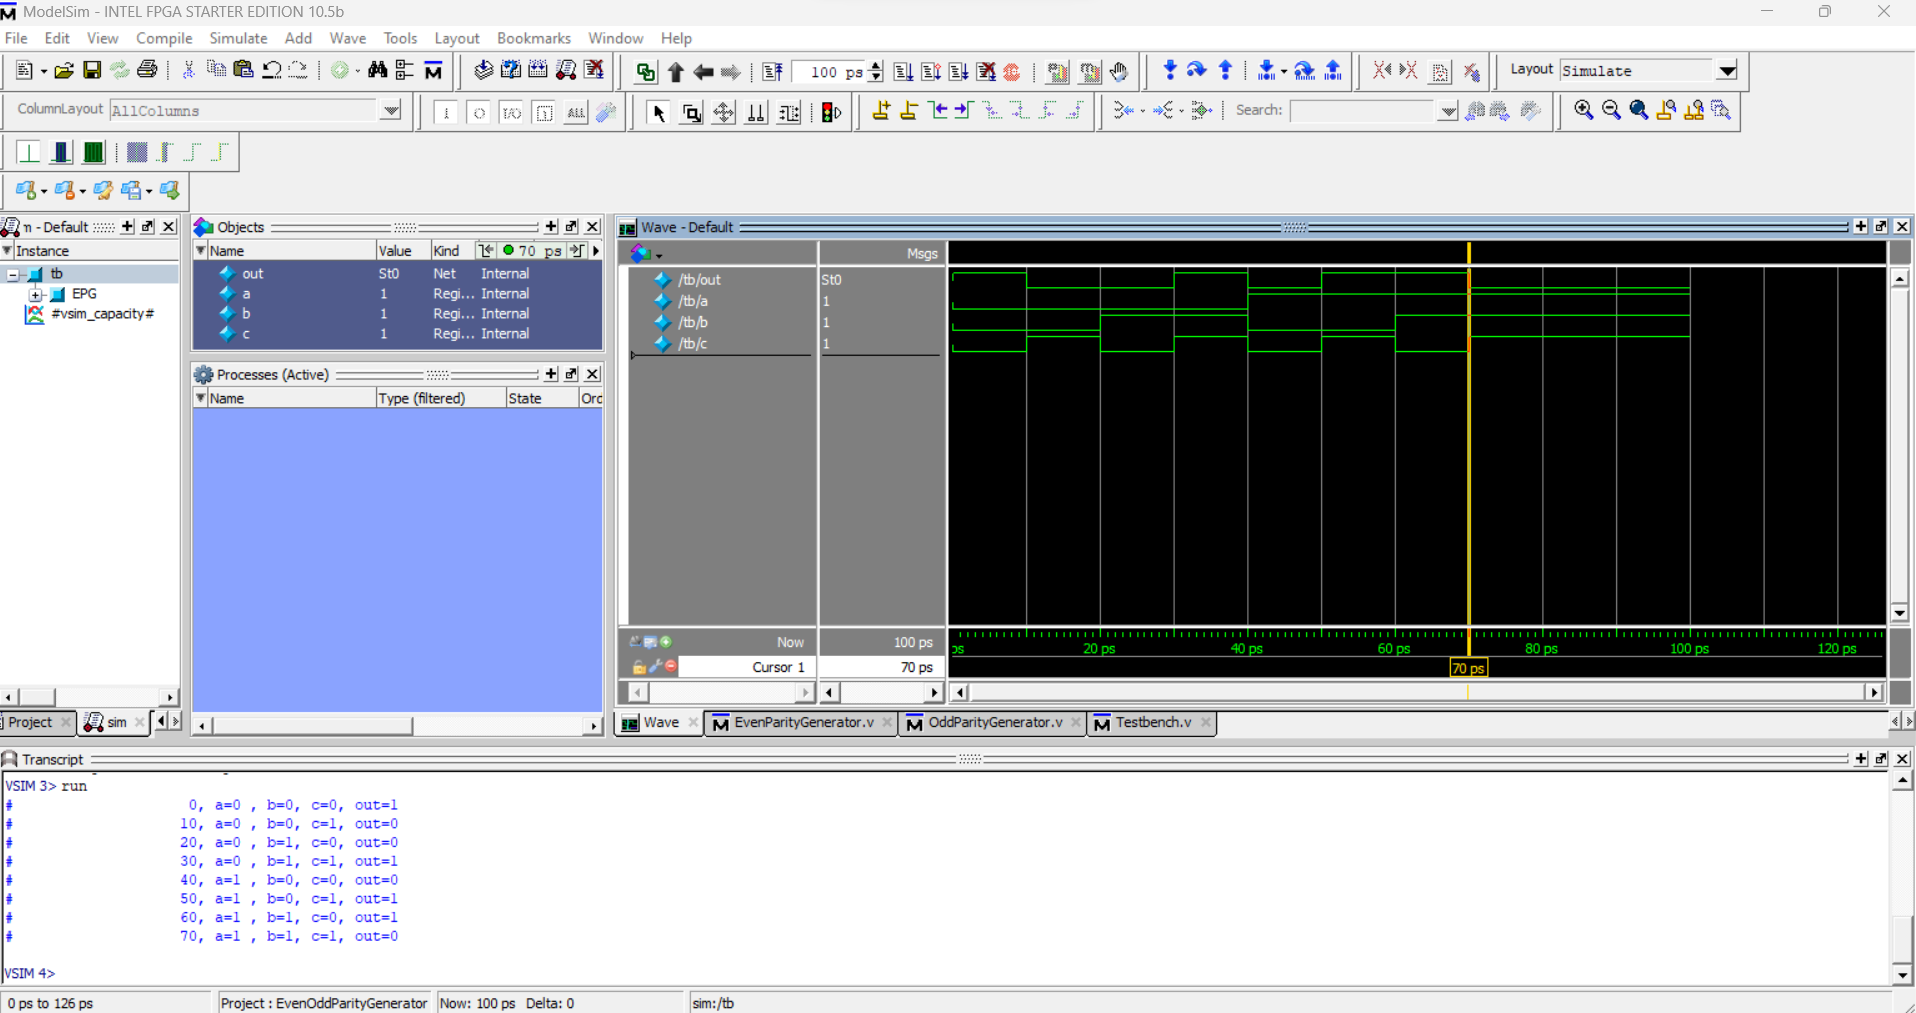 ModelSim - INTEL FPGA STARTER EDITION 10.5b
File Edit View Compile Simulate Add Wave Tools Layout Bookmarks Window Help
100 ps
Layout Simulate
ColumnLayout AllColumns
ALL
Search:
n - Default
Instance
tb
EPG
#vsim_capacity#
Project
sim
Objects
Name Value Kind 70 ps
out St0 Net Internal
a 1 Regi... Internal
b 1 Regi... Internal
c 1 Regi... Internal
Processes (Active)
Name Type (filtered) State Orc
Wave - Default
Msgs
/tb/out St0
/tb/a 1
/tb/b 1
/tb/c 1
Now 100 ps
Cursor 1 70 ps
ps 20 ps 40 ps 60 ps 80 ps 100 ps 120 ps
70 ps
Wave EvenParityGenerator.v OddParityGenerator.v Testbench.v
Transcript
VSIM 3> run
# 0, a=0 , b=0, c=0, out=1
# 10, a=0 , b=0, c=1, out=0
# 20, a=0 , b=1, c=0, out=0
# 30, a=0 , b=1, c=1, out=1
# 40, a=1 , b=0, c=0, out=0
# 50, a=1 , b=0, c=1, out=1
# 60, a=1 , b=1, c=0, out=1
# 70, a=1 , b=1, c=1, out=0
VSIM 4>
0 ps to 126 ps Project : EvenOddParityGenerator Now: 100 ps Delta: 0 sim:/tb